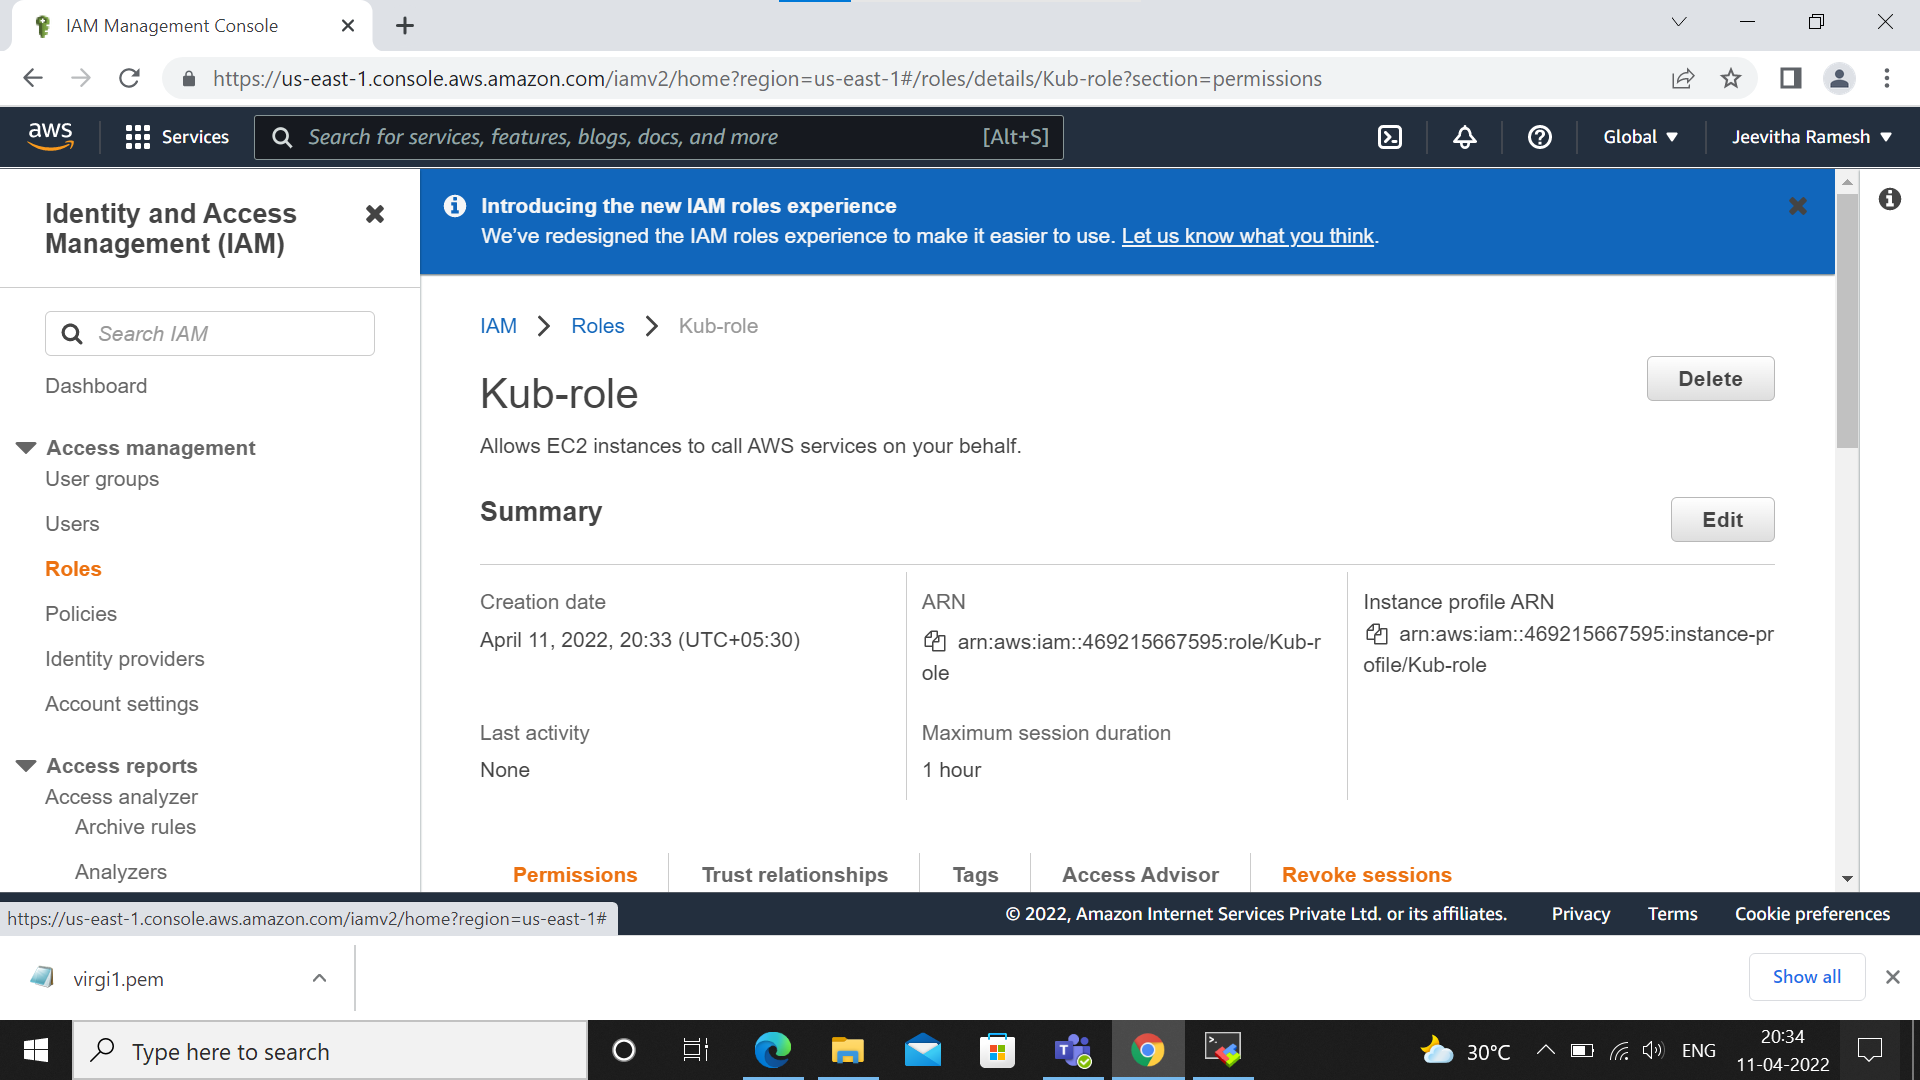 IAM Management Console
https://us-east-1.console.aws.amazon.com/iamv2/home?region=us-east-1#/roles/details/Kub-role?section=permissions
aws
Services
Search for services, features, blogs, docs, and more
[Alt+S]
Global
Jeevitha Ramesh
Identity and Access
Management (IAM)
Search IAM
Dashboard
Access management
User groups
Users
Roles
Policies
Identity providers
Account settings
Access reports
Access analyzer
Archive rules
Analyzers
Introducing the new IAM roles experience
We've redesigned the IAM roles experience to make it easier to use. Let us know what you think.
IAM
Roles
Kub-role
Kub-role
Delete
Allows EC2 instances to call AWS services on your behalf.
Summary
Edit
Creation date
April 11, 2022, 20:33 (UTC+05:30)
ARN
arn:aws:iam::469215667595:role/Kub-r
ole
Instance profile ARN
arn:aws:iam::469215667595:instance-pr
ofile/Kub-role
Last activity
None
Maximum session duration
1 hour
Permissions
Trust relationships
Tags
Access Advisor
Revoke sessions
https://us-east-1.console.aws.amazon.com/iamv2/home?region=us-east-1#
© 2022, Amazon Internet Services Private Ltd. or its affiliates.
Privacy
Terms
Cookie preferences
virgi1.pem
Show all
Type here to search
30°C
ENG
20:34
11-04-2022